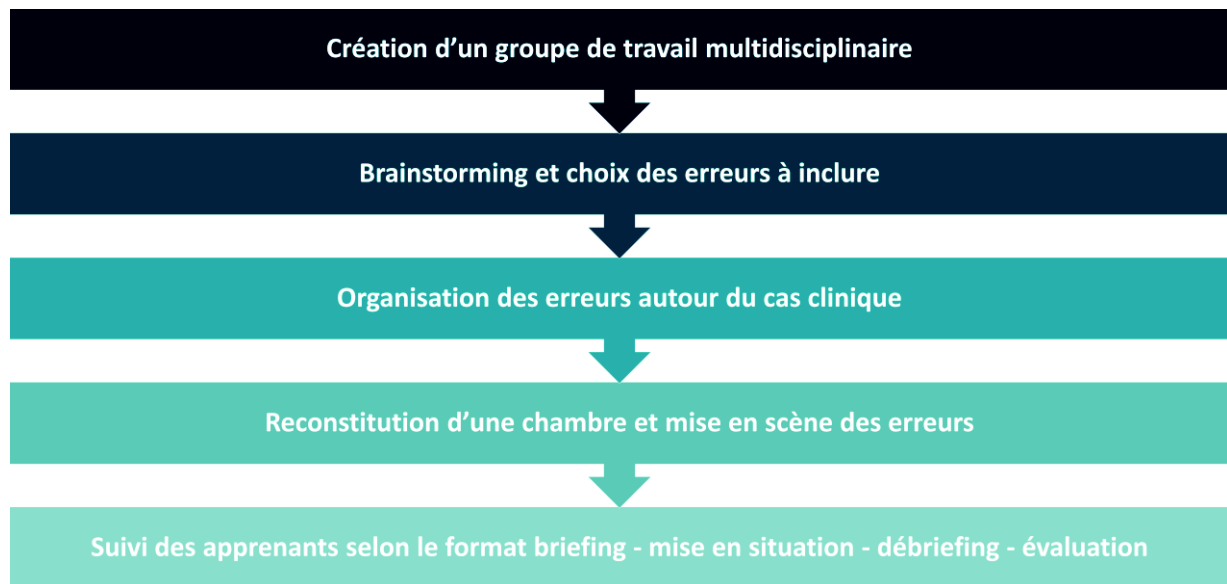 Création d’un groupe de travail multidisciplinaire
Brainstorming et choix des erreurs à inclure
Organisation des erreurs autour du cas clinique
Reconstitution d’une chambre et mise en scène des erreurs
Suivi des apprenants selon le format briefing - mise en situation - débriefing - évaluation